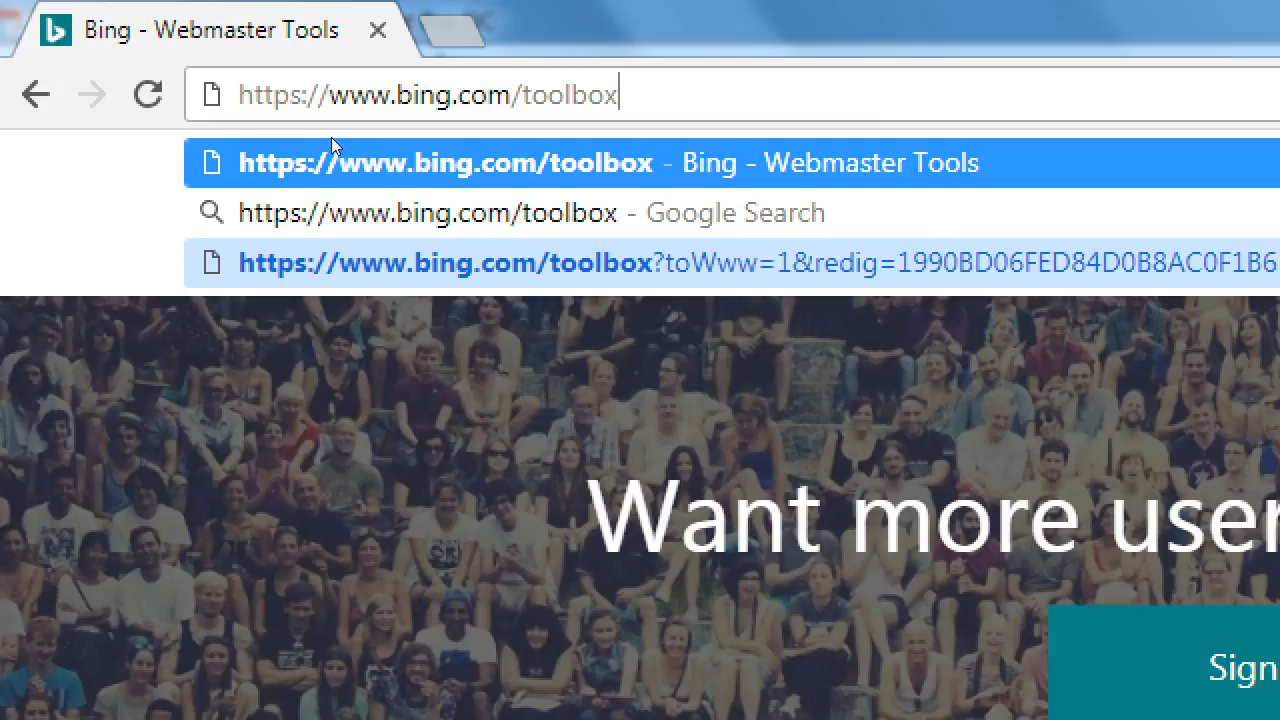 Bing - Webmaster Tools
https://www.bing.com/toolbox
https://www.bing.com/toolbox - Bing - Webmaster Tools
https://www.bing.com/toolbox - Google Search
https://www.bing.com/toolbox?toWww=1&redig=1990BD06FED84D0B8AC0F1B6
Want more user
Sign